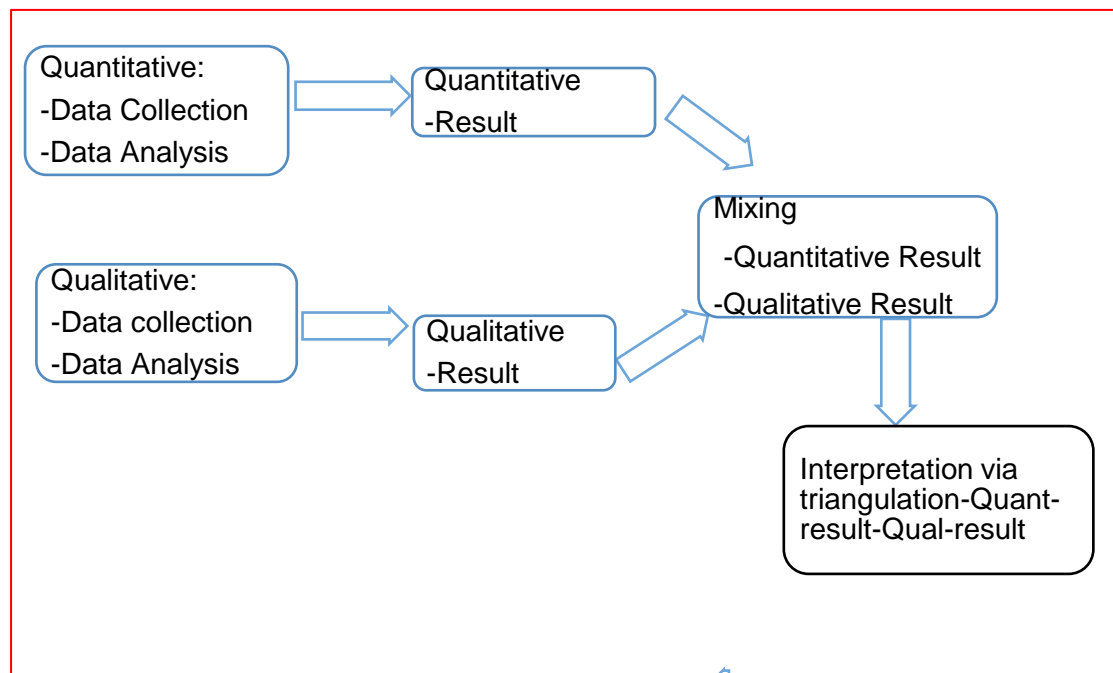 Quantitative:
-Data Collection
-Data Analysis
Quantitative
-Result
Mixing
-Quantitative Result
-Qualitative Result
Qualitative:
-Data collection
-Data Analysis
Qualitative
-Result
Interpretation via
triangulation-Quant-
result-Qual-result